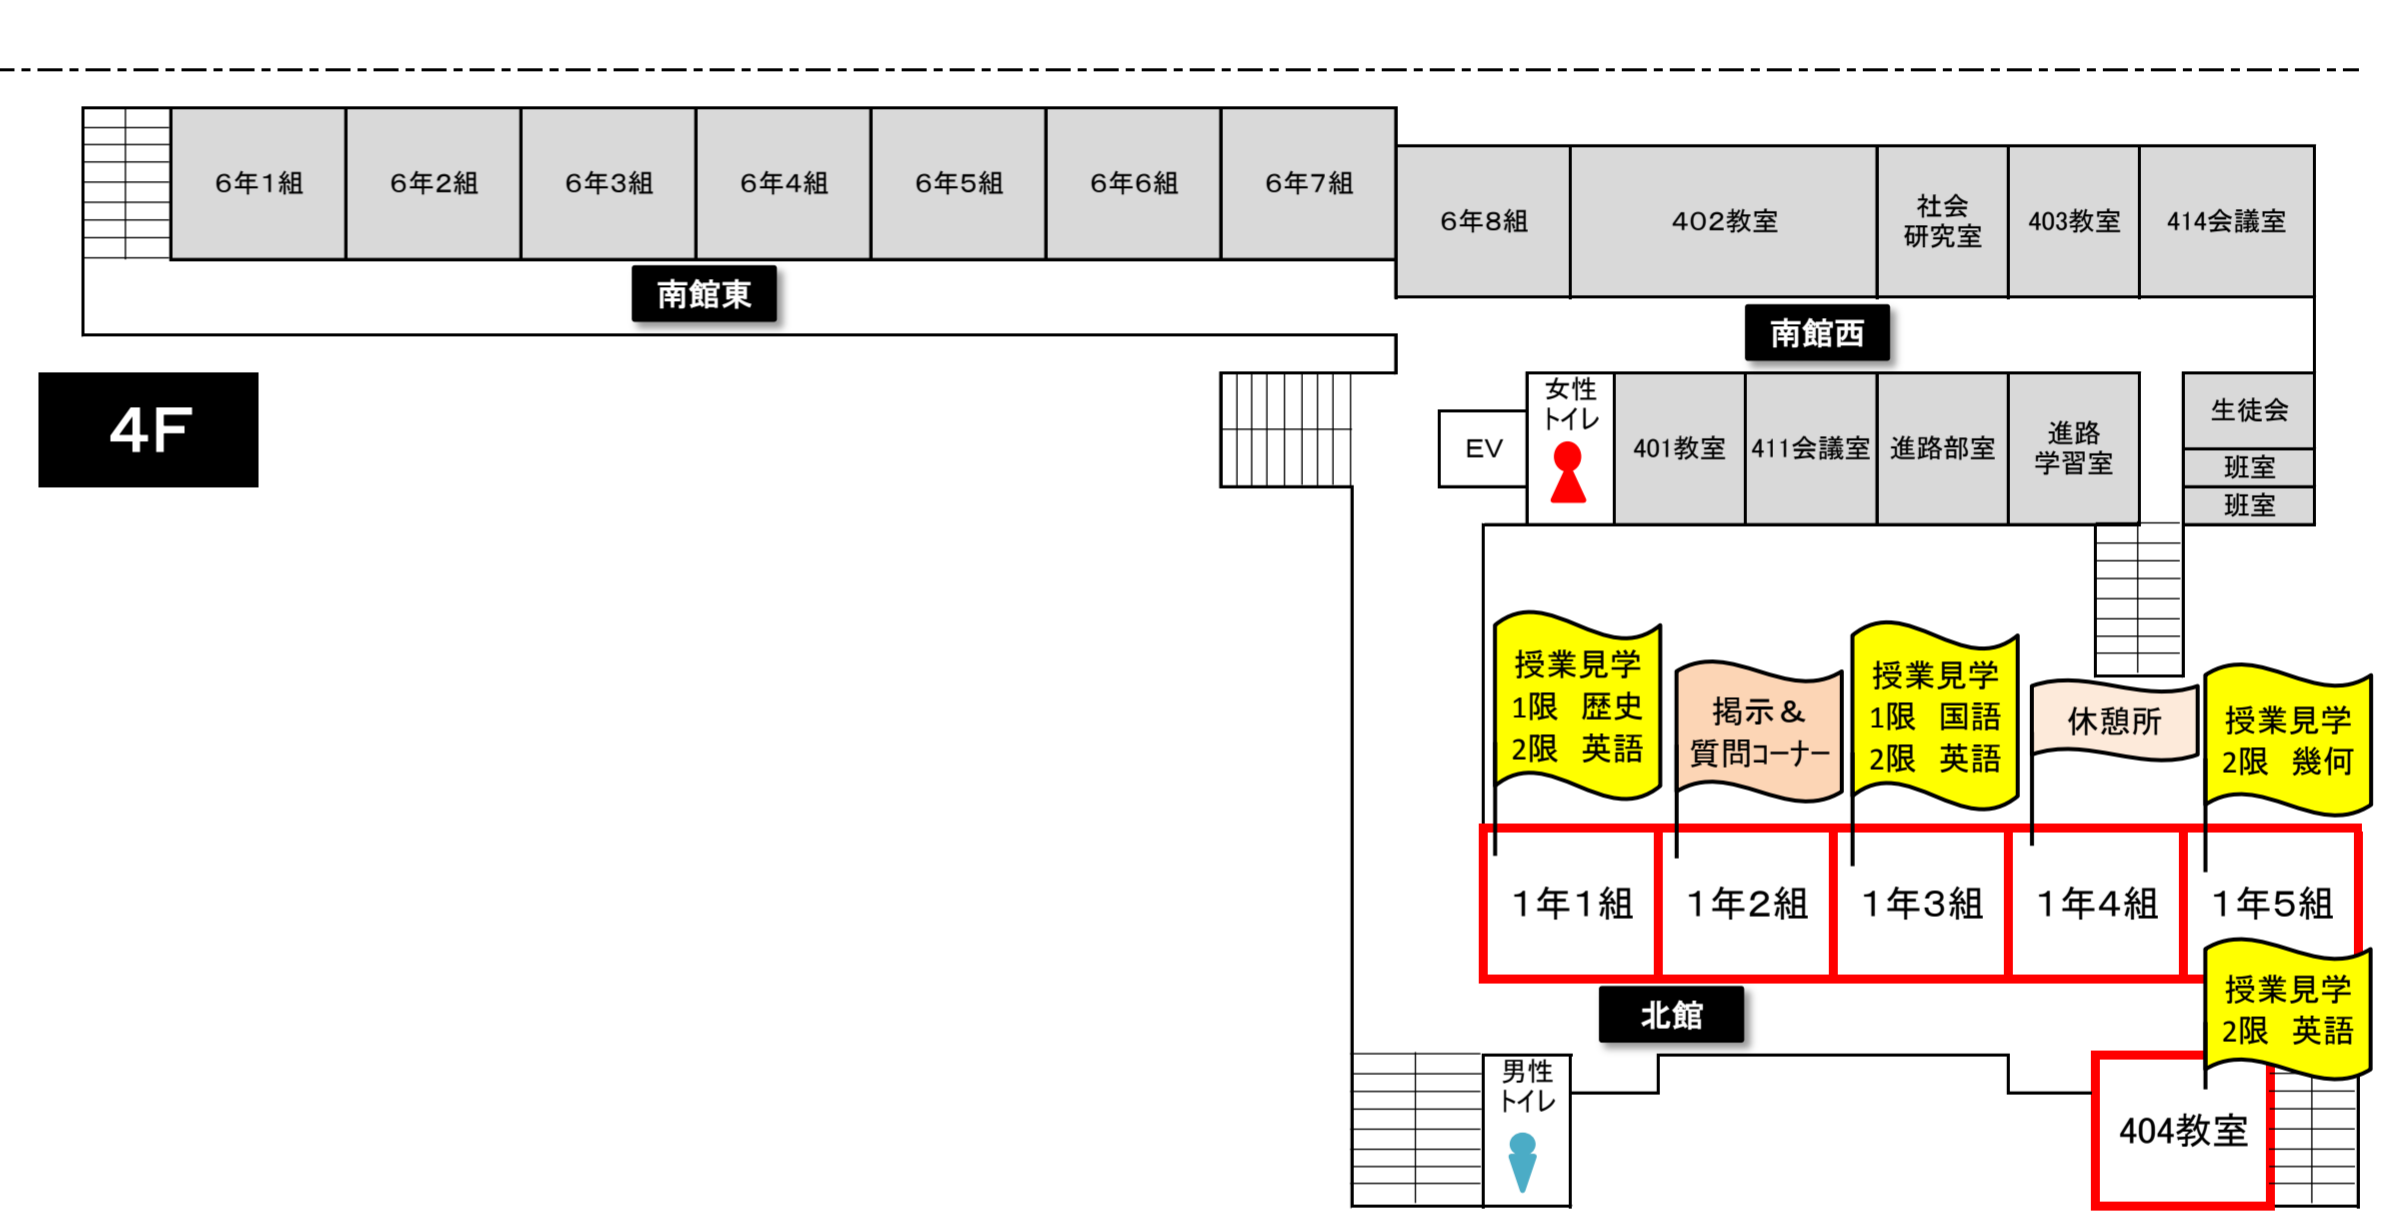 6年1組
6年2組
6年3組
6年4組
6年5組
6年6組
6年7組
6年8組
402教室
社会
研究室
403教室
414会議室
南館東
南館西
4F
EV
女性
トイレ
401教室
411会議室
進路部室
進路
学習室
生徒会
班室
班室
授業見学
1限 歴史
2限 英語
掲示&
質問コーナー
授業見学
1限 国語
2限 英語
休憩所
授業見学
2限 幾何
1年1組
1年2組
1年3組
1年4組
1年5組
北館
授業見学
2限 英語
男性
トイレ
404教室